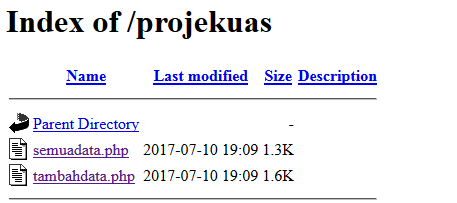 Index of /projekuas
Name Last modified Size Description
Parent Directory -
semuadata.php 2017-07-10 19:09 1.3K
tambahdata.php 2017-07-10 19:09 1.6K